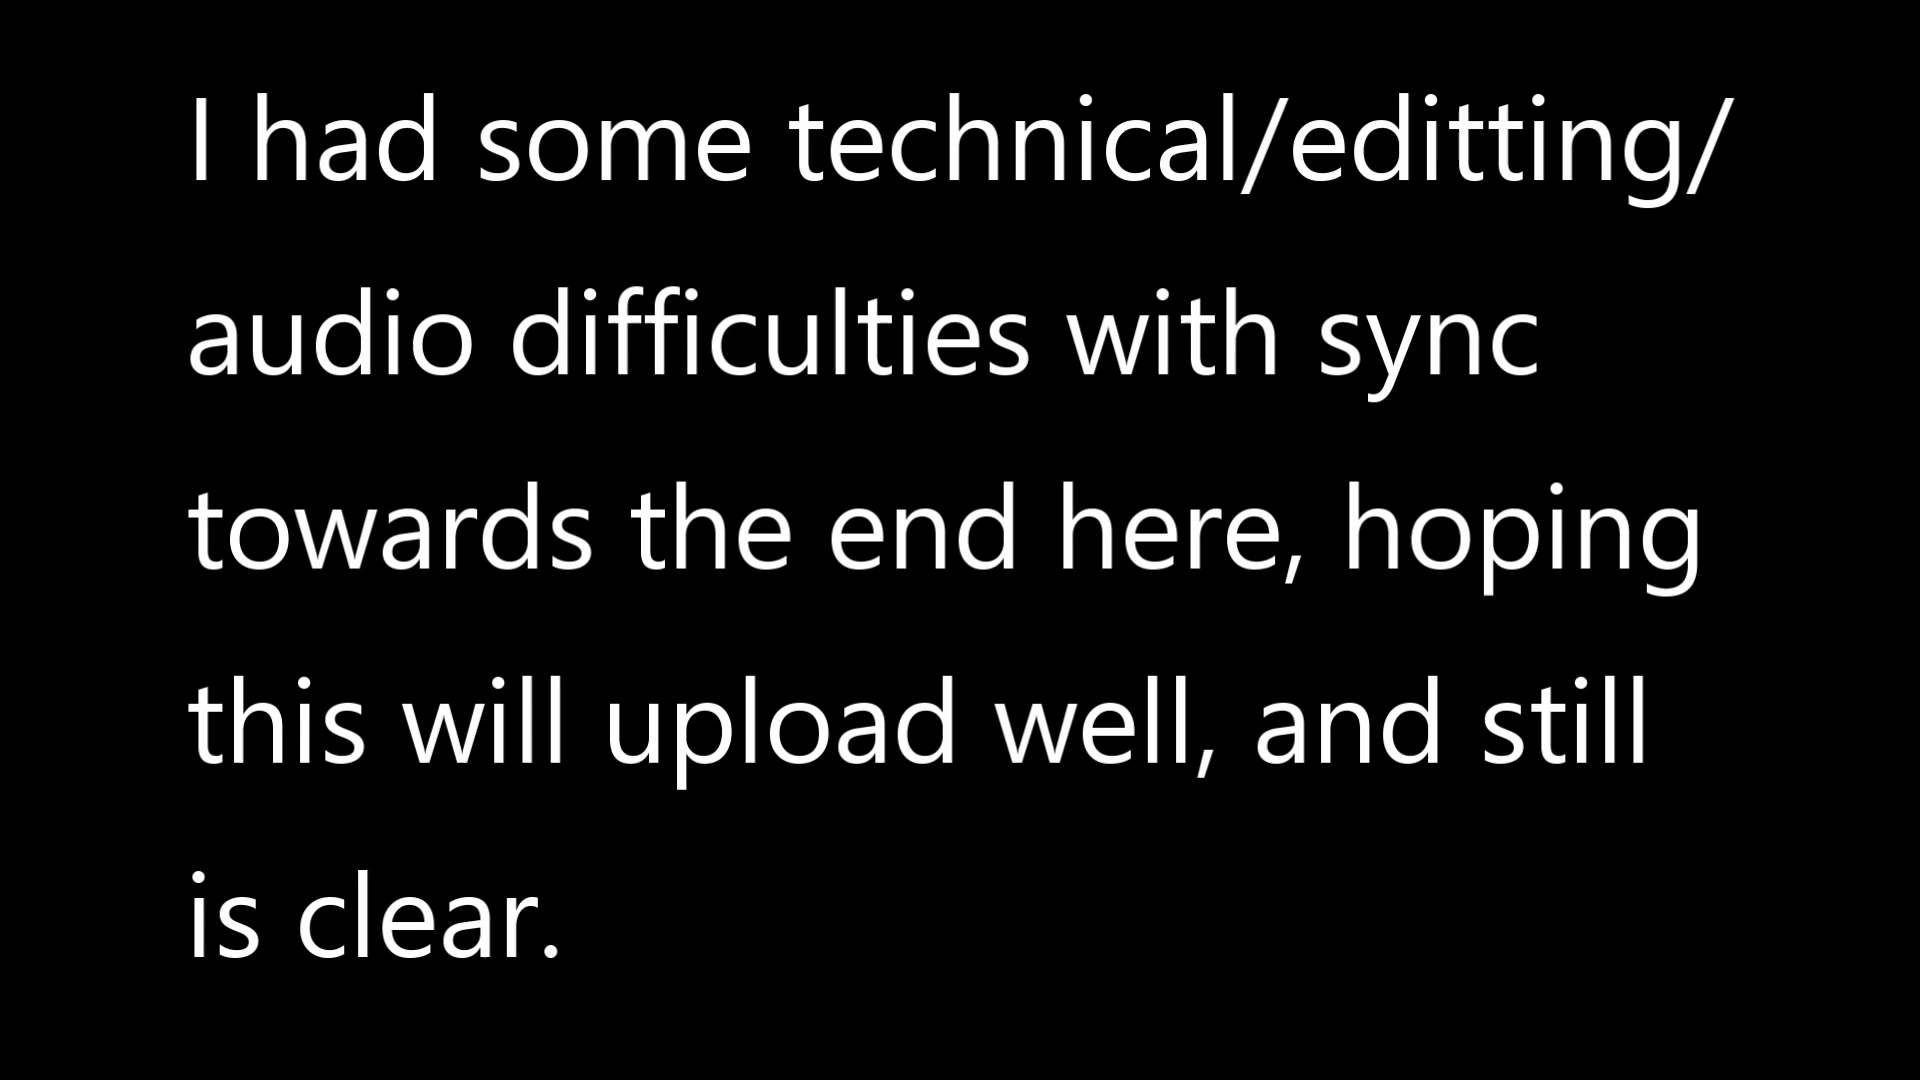 I had some technical/editting/
audio difficulties with sync
towards the end here, hoping
this will upload well, and still
is clear.